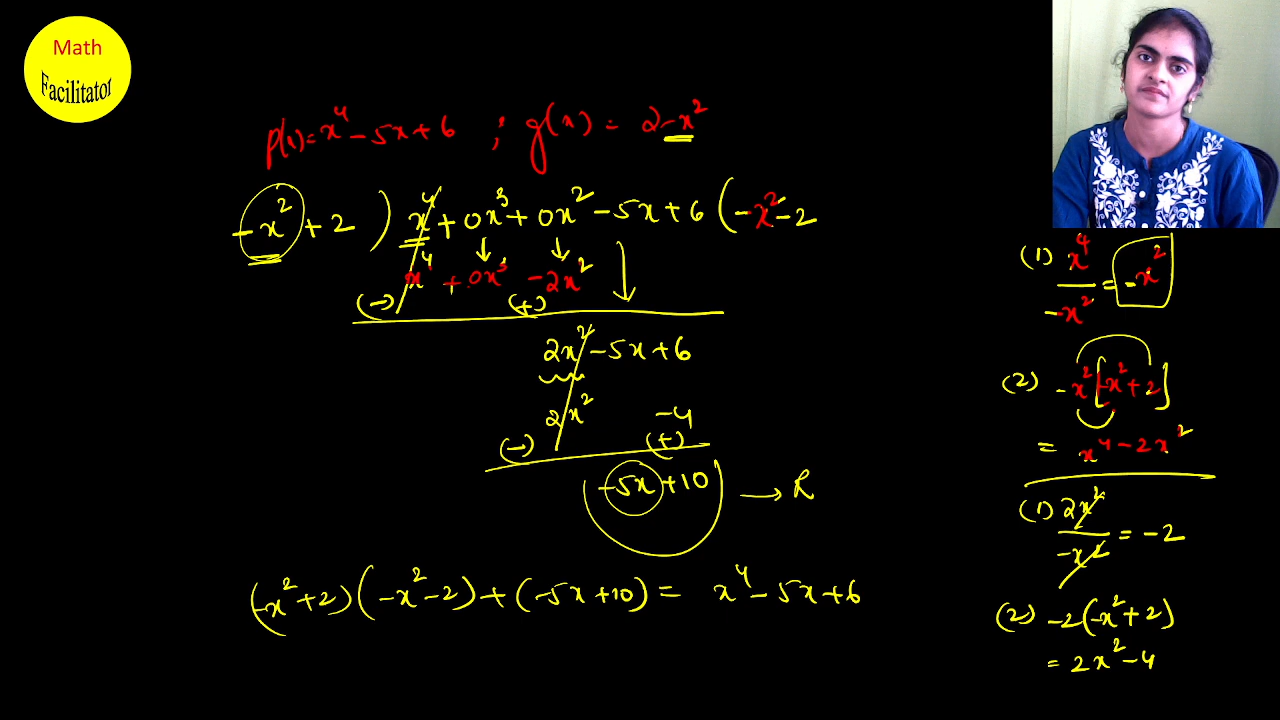 Math
Facilitator
p(x)=x⁴-5x+6 ; g(x) = 2-x²
-x²+2 ) x⁴+0x³+0x²-5x+6 ( -x²-2
x⁴ + 0x³ -2x²
(-) (+)
2x²-5x+6
2x² -4
(-) (+)
-5x+10 → R
(-x²+2)(-x²-2)+(-5x+10) = x⁴-5x+6
(1) x⁴/-x² = -x²
(2) -x²[-x²+2]
= x⁴-2x²
(1) 2x²/-x² = -2
(2) -2(-x²+2)
= 2x²-4